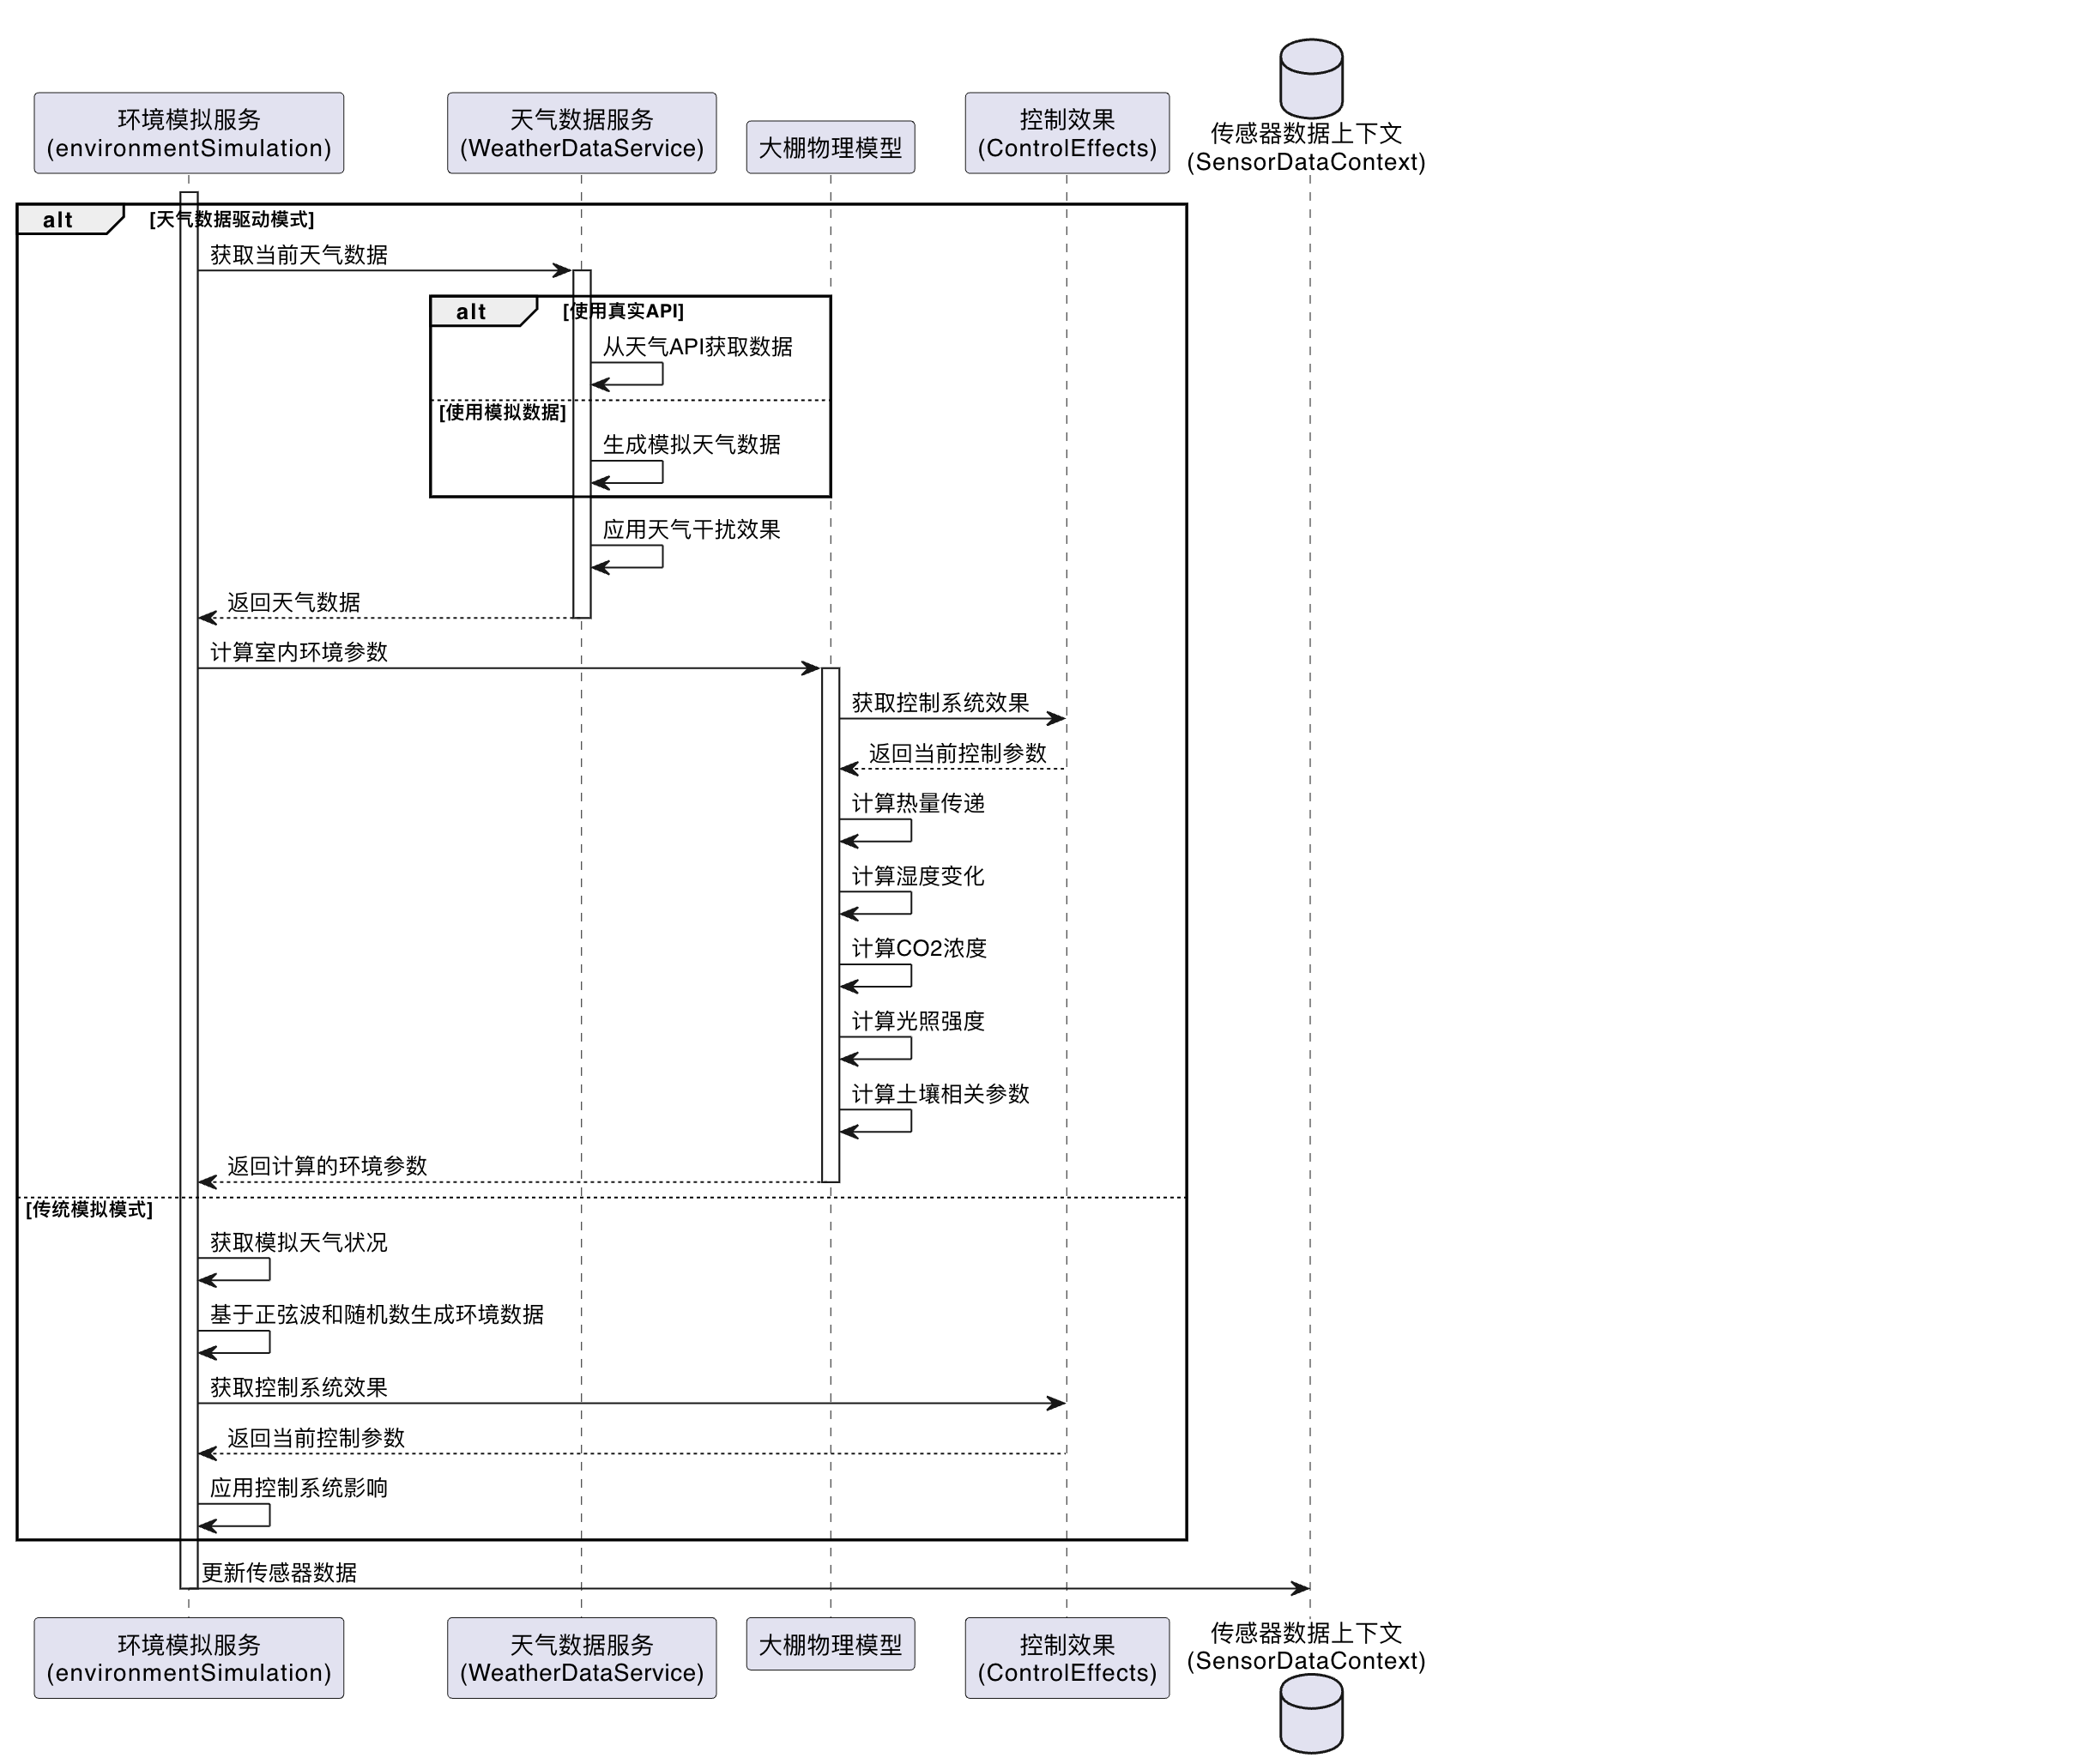 环境模拟服务
(environmentSimulation)
天气数据服务
(WeatherDataService)
大棚物理模型
控制效果
(ControlEffects)
传感器数据上下文
(SensorDataContext)
alt [天气数据驱动模式]
获取当前天气数据
alt [使用真实API]
从天气API获取数据
[使用模拟数据]
生成模拟天气数据
应用天气干扰效果
返回天气数据
计算室内环境参数
获取控制系统效果
返回当前控制参数
计算热量传递
计算湿度变化
计算CO2浓度
计算光照强度
计算土壤相关参数
返回计算的环境参数
[传统模拟模式]
获取模拟天气状况
基于正弦波和随机数生成环境数据
获取控制系统效果
返回当前控制参数
应用控制系统影响
更新传感器数据
环境模拟服务
(environmentSimulation)
天气数据服务
(WeatherDataService)
大棚物理模型
控制效果
(ControlEffects)
传感器数据上下文
(SensorDataContext)